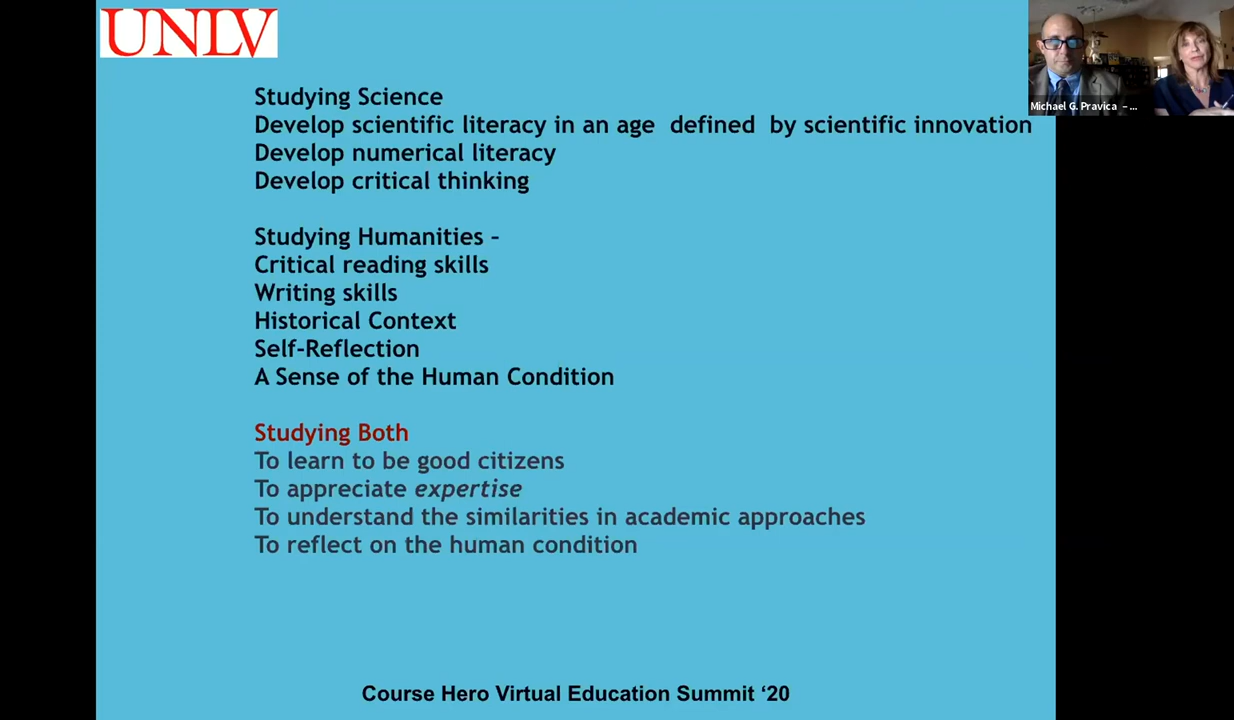 UNLV
Michael G. Pravica – ...
Studying Science
Develop scientific literacy in an age defined by scientific innovation
Develop numerical literacy
Develop critical thinking
Studying Humanities –
Critical reading skills
Writing skills
Historical Context
Self-Reflection
A Sense of the Human Condition
Studying Both
To learn to be good citizens
To appreciate expertise
To understand the similarities in academic approaches
To reflect on the human condition
Course Hero Virtual Education Summit ‘20